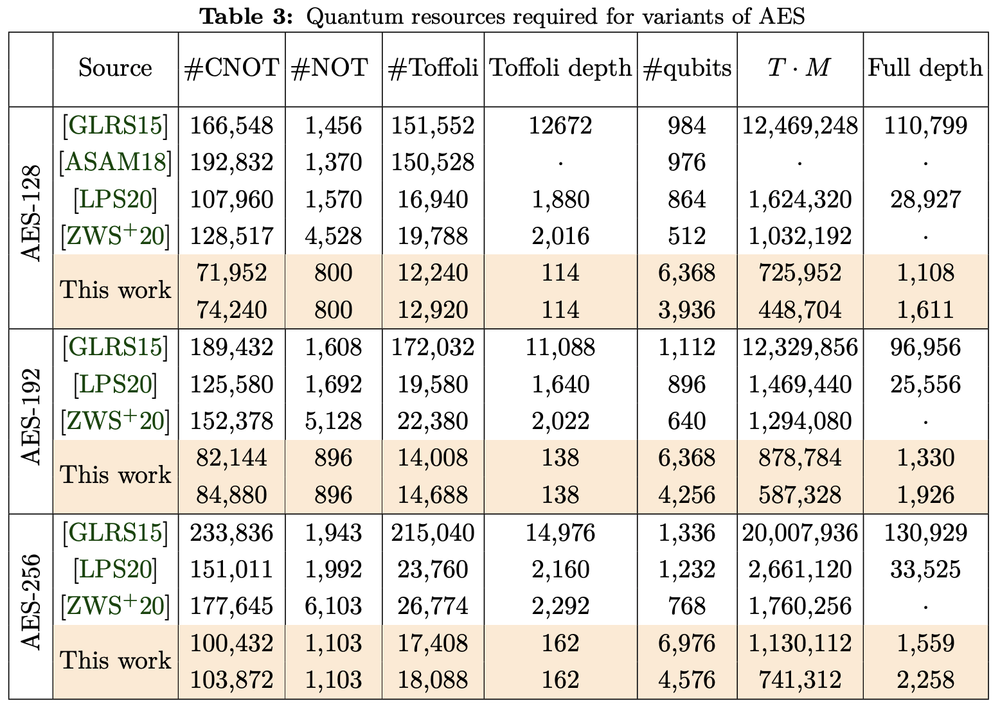 Table 3: Quantum resources required for variants of AES
Source #CNOT #NOT #Toffoli Toffoli depth #qubits T · M Full depth
AES-128
[GLRS15] 166,548 1,456 151,552 12672 984 12,469,248 110,799
[ASAM18] 192,832 1,370 150,528 · 976 · ·
[LPS20] 107,960 1,570 16,940 1,880 864 1,624,320 28,927
[ZWS+20] 128,517 4,528 19,788 2,016 512 1,032,192 ·
This work 71,952 800 12,240 114 6,368 725,952 1,108
74,240 800 12,920 114 3,936 448,704 1,611
AES-192
[GLRS15] 189,432 1,608 172,032 11,088 1,112 12,329,856 96,956
[LPS20] 125,580 1,692 19,580 1,640 896 1,469,440 25,556
[ZWS+20] 152,378 5,128 22,380 2,022 640 1,294,080 ·
This work 82,144 896 14,008 138 6,368 878,784 1,330
84,880 896 14,688 138 4,256 587,328 1,926
AES-256
[GLRS15] 233,836 1,943 215,040 14,976 1,336 20,007,936 130,929
[LPS20] 151,011 1,992 23,760 2,160 1,232 2,661,120 33,525
[ZWS+20] 177,645 6,103 26,774 2,292 768 1,760,256 ·
This work 100,432 1,103 17,408 162 6,976 1,130,112 1,559
103,872 1,103 18,088 162 4,576 741,312 2,258